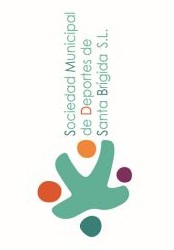 Sociedad Municipal
de Deportes de
Santa Brígida S.L.